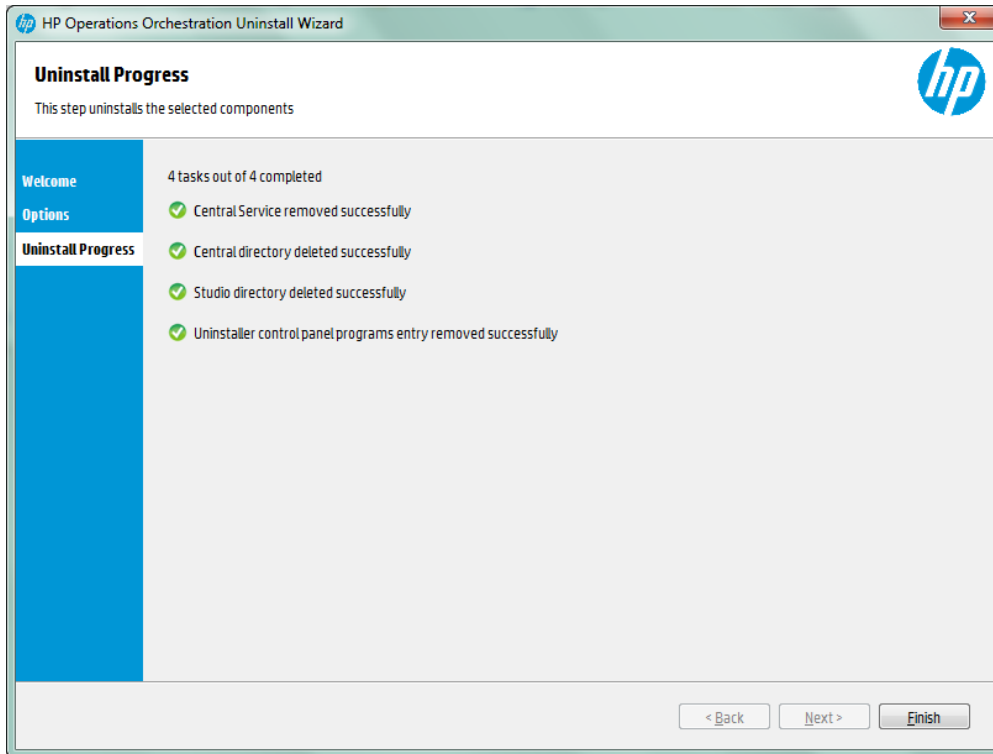 HP Operations Orchestration Uninstall Wizard
Uninstall Progress
This step uninstalls the selected components
hp
Welcome
Options
Uninstall Progress
4 tasks out of 4 completed
Central Service removed successfully
Central directory deleted successfully
Studio directory deleted successfully
Uninstaller control panel programs entry removed successfully
< Back
Next >
Finish